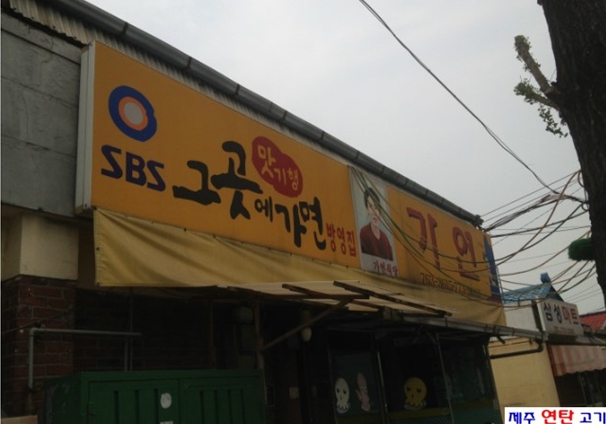 SBS
맛기행
그곳에가면
방영집
가연
삼성마트
제주 연탄 고기